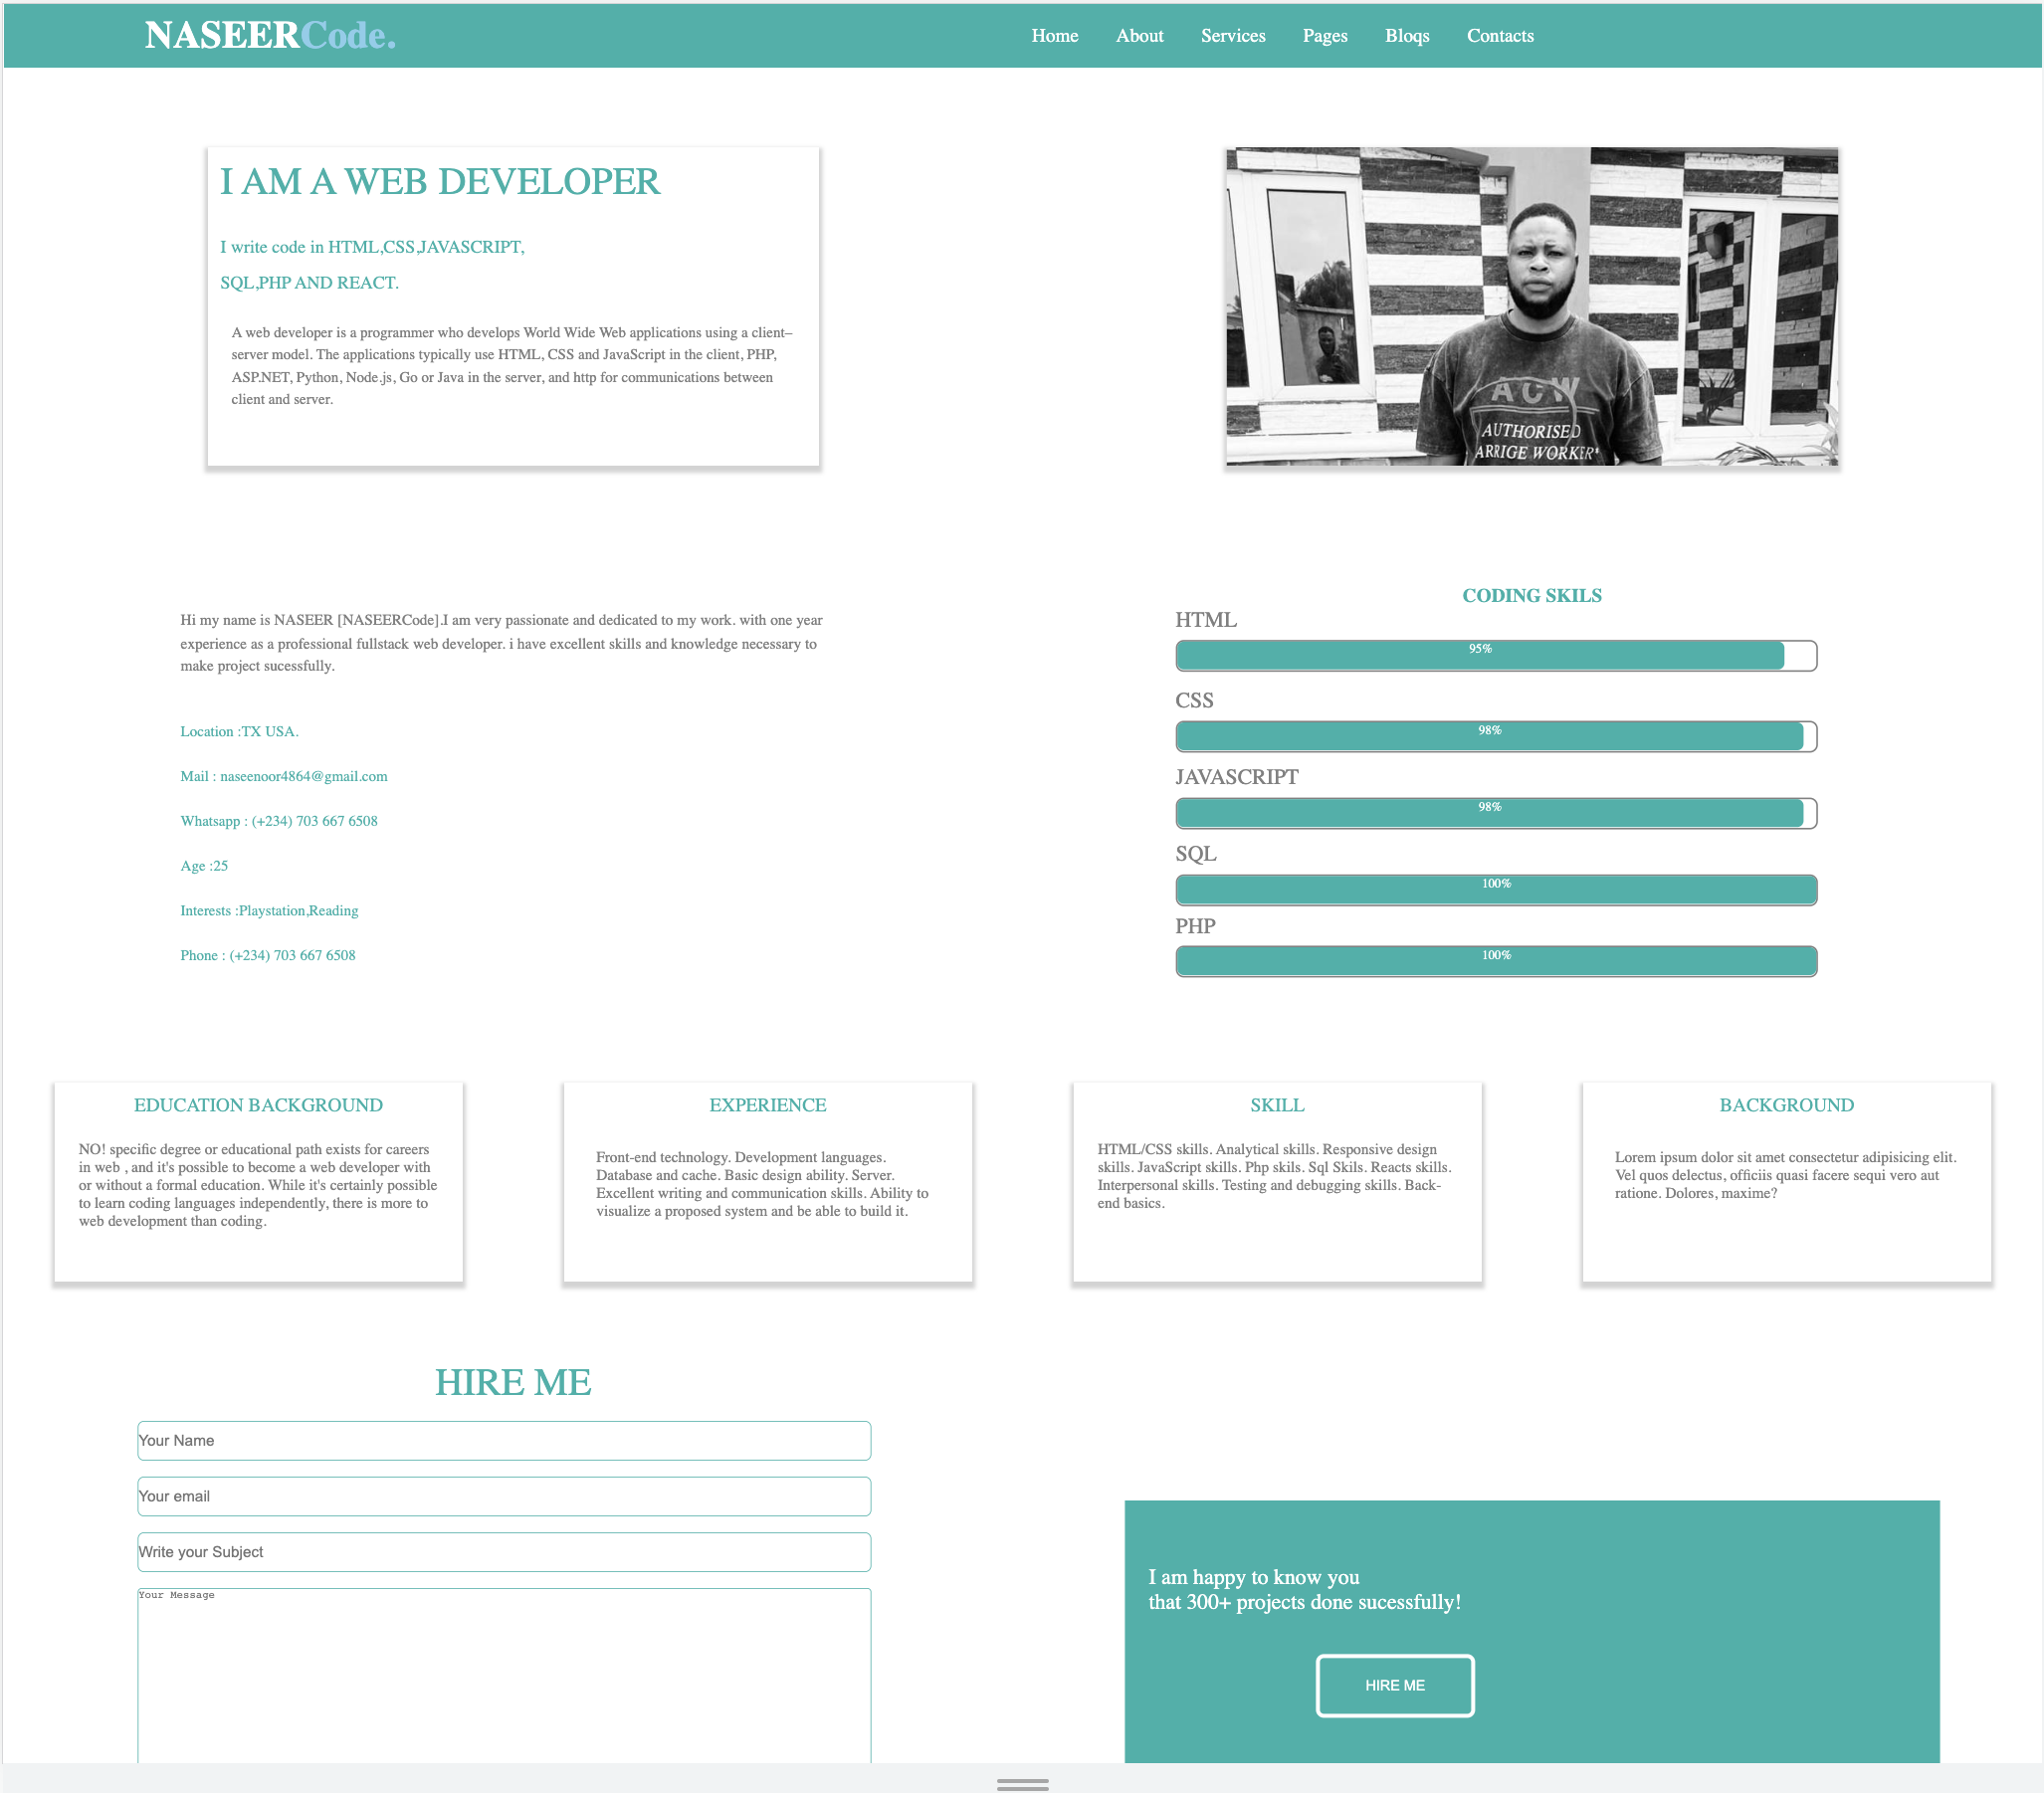 NASEERCode.
Home About Services Pages Bloqs Contacts
I AM A WEB DEVELOPER
I write code in HTML,CSS,JAVASCRIPT,
SQL,PHP AND REACT.
A web developer is a programmer who develops World Wide Web applications using a client–
server model. The applications typically use HTML, CSS and JavaScript in the client, PHP,
ASP.NET, Python, Node.js, Go or Java in the server, and http for communications between
client and server.
A C W
AUTHORISED
ARRIGE WORKER*
Hi my name is NASEER [NASEERCode].I am very passionate and dedicated to my work. with one year
experience as a professional fullstack web developer. i have excellent skills and knowledge necessary to
make project sucessfully.
Location :TX USA.
Mail : naseenoor4864@gmail.com
Whatsapp : (+234) 703 667 6508
Age :25
Interests :Playstation,Reading
Phone : (+234) 703 667 6508
CODING SKILS
HTML
95%
CSS
98%
JAVASCRIPT
98%
SQL
100%
PHP
100%
EDUCATION BACKGROUND
NO! specific degree or educational path exists for careers
in web , and it's possible to become a web developer with
or without a formal education. While it's certainly possible
to learn coding languages independently, there is more to
web development than coding.
EXPERIENCE
Front-end technology. Development languages.
Database and cache. Basic design ability. Server.
Excellent writing and communication skills. Ability to
visualize a proposed system and be able to build it.
SKILL
HTML/CSS skills. Analytical skills. Responsive design
skills. JavaScript skills. Php skils. Sql Skils. Reacts skills.
Interpersonal skills. Testing and debugging skills. Back-
end basics.
BACKGROUND
Lorem ipsum dolor sit amet consectetur adipisicing elit.
Vel quos delectus, officiis quasi facere sequi vero aut
ratione. Dolores, maxime?
HIRE ME
Your Name
Your email
Write your Subject
Your Message
I am happy to know you
that 300+ projects done sucessfully!
HIRE ME